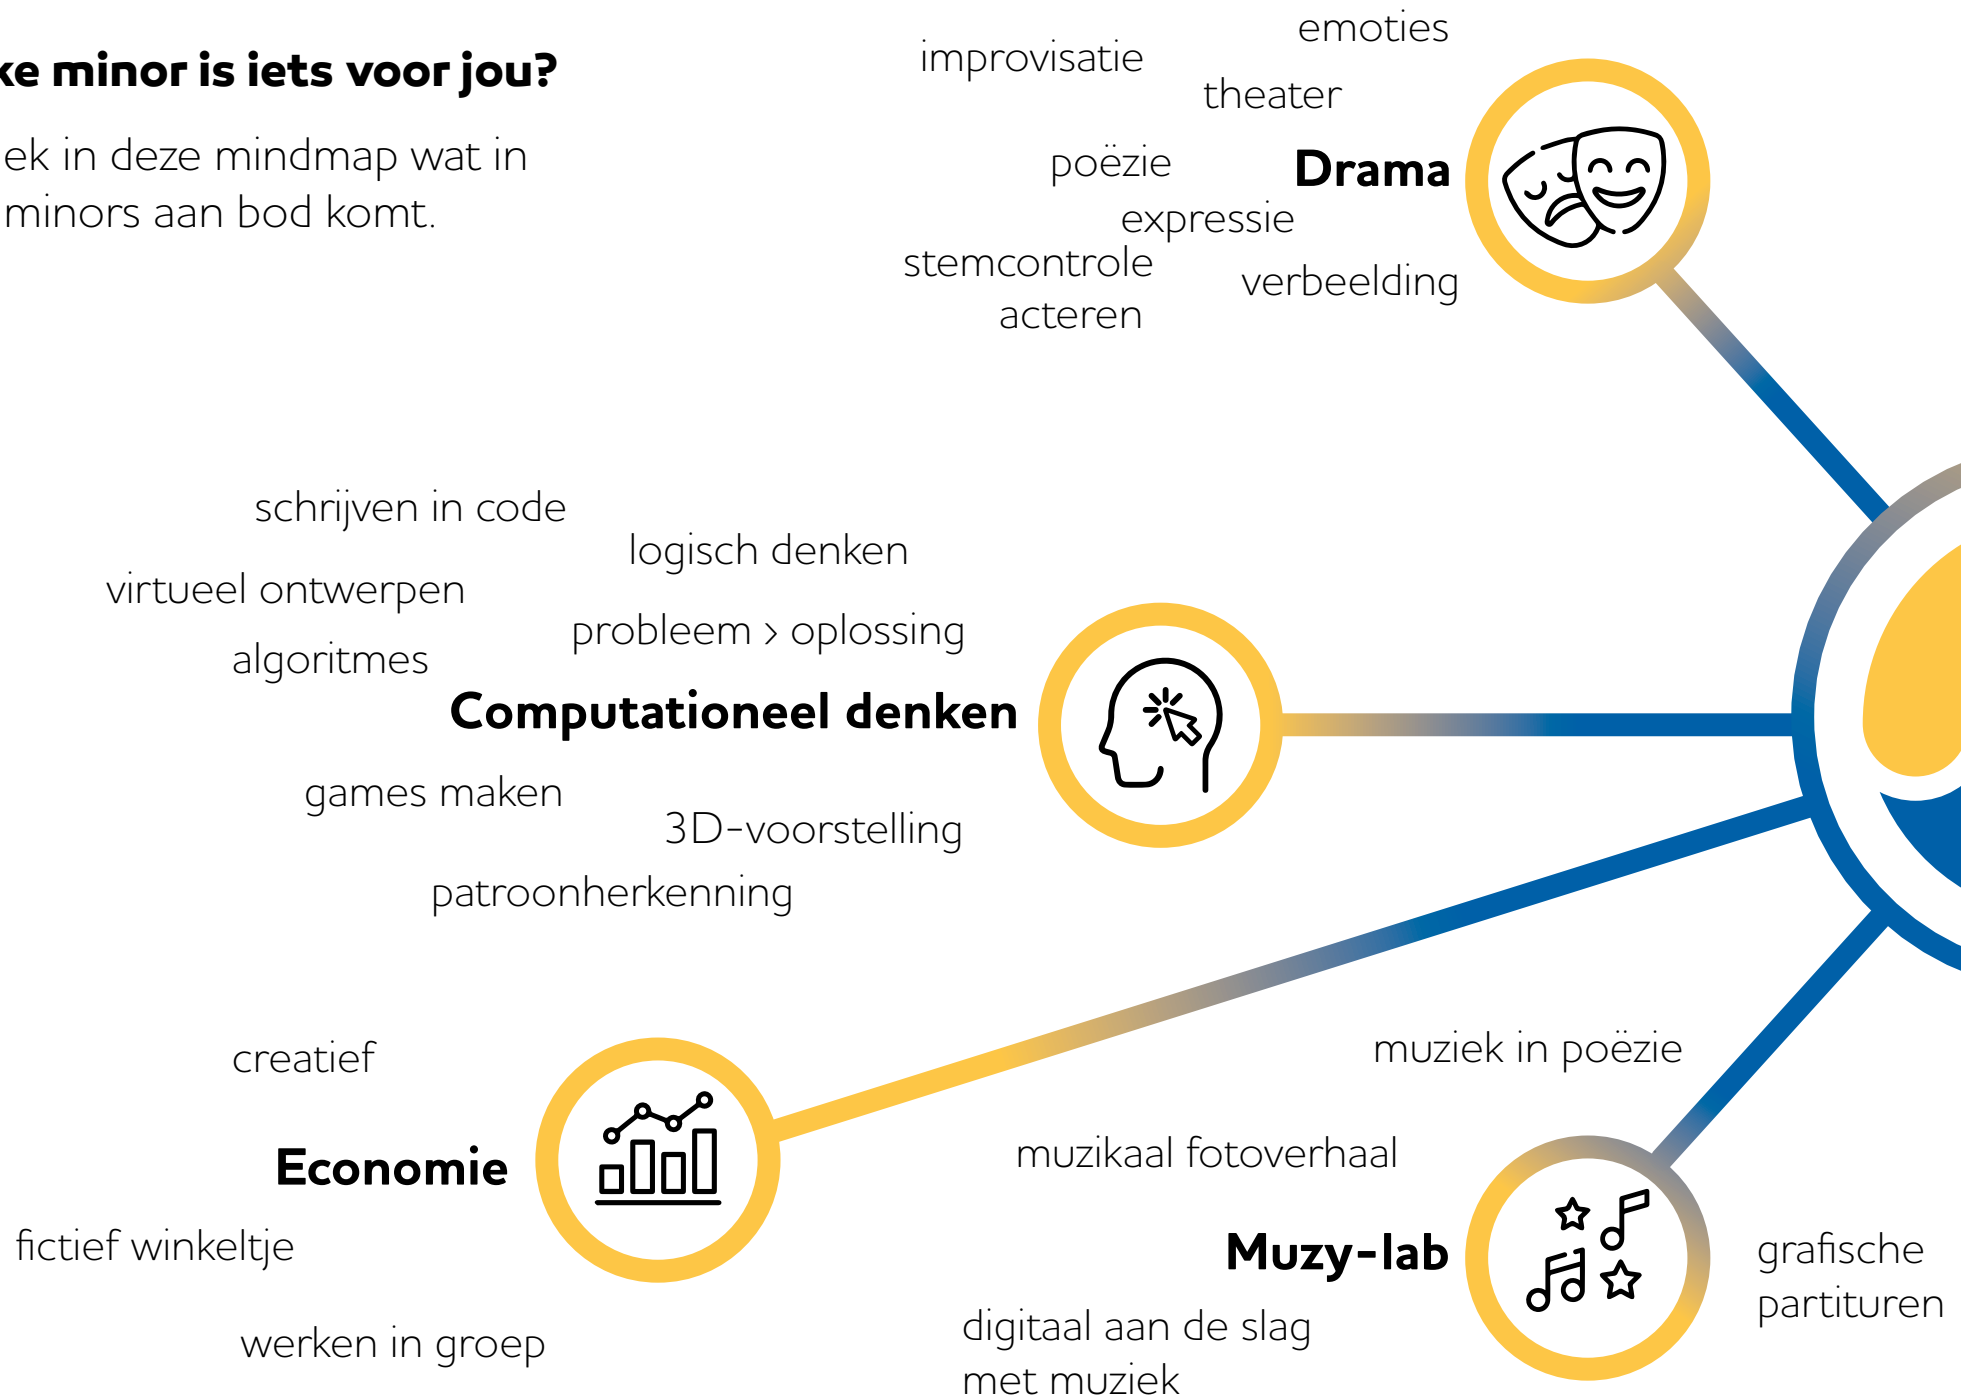 ke minor is iets voor jou?
ek in deze mindmap wat in
minors aan bod komt.
emoties
improvisatie
theater
poëzie
Drama
expressie
stemcontrole
verbeelding
acteren
schrijven in code
logisch denken
virtueel ontwerpen
probleem > oplossing
algoritmes
Computationeel denken
games maken
3D-voorstelling
patroonherkenning
creatief
Economie
fictief winkeltje
werken in groep
muziek in poëzie
muzikaal fotoverhaal
Muzy-lab
grafische
partituren
digitaal aan de slag
met muziek